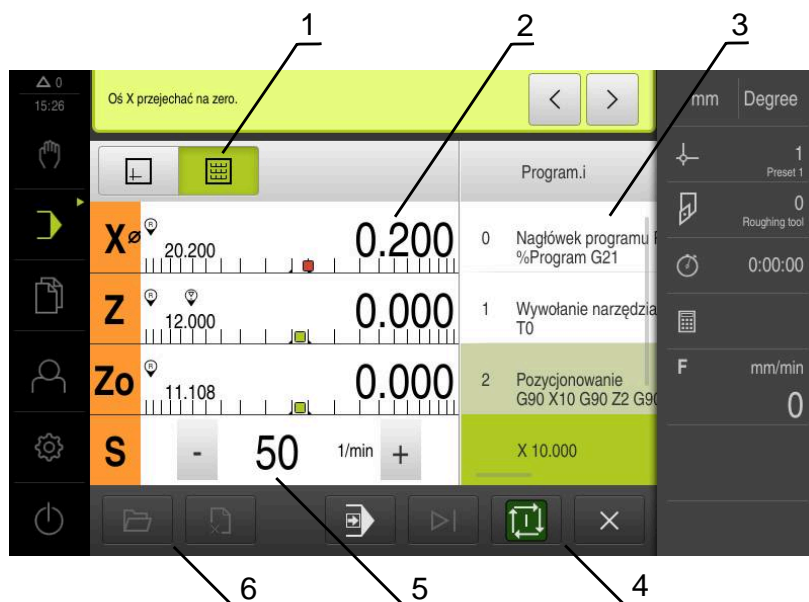 1 2 3
0
15:26
Oś X przejechać na zero.
< >
mm Degree
Program.i
1
Preset 1
0
Roughing tool
0:00:00
F mm/min
0
X ø R 20.200 0.200
Z R 12.000 0.000
Zo R 11.108 0.000
S - 50 1/min +
0 Nagłówek programu
%Program G21
1 Wywołanie narzędzia
T0
2 Pozycjonowanie
G90 X10 G90 Z2 G90
X 10.000
6 5 4